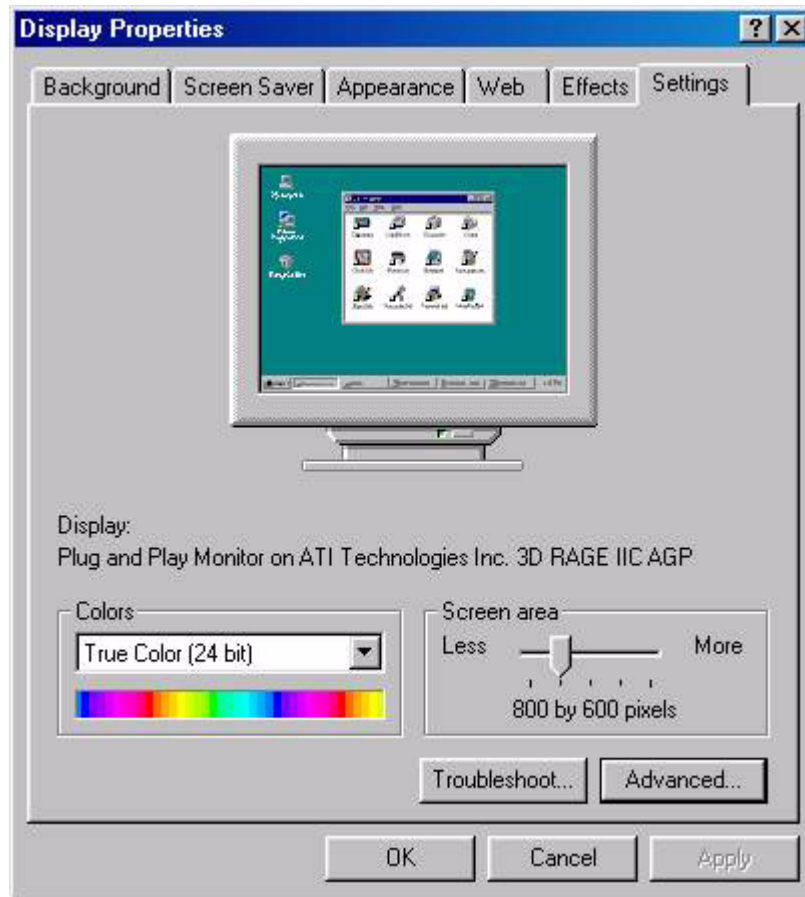 Display Properties
Background Screen Saver Appearance Web Effects Settings
Display:
Plug and Play Monitor on ATI Technologies Inc. 3D RAGE IIC AGP
Colors
True Color (24 bit)
Screen area
Less More
800 by 600 pixels
Troubleshoot... Advanced...
OK Cancel Apply